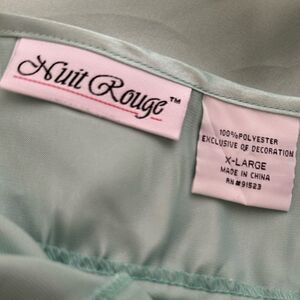 Nuit Rouge™
100% POLYESTER
EXCLUSIVE OF DECORATION
X-LARGE
MADE IN CHINA
RN#91523